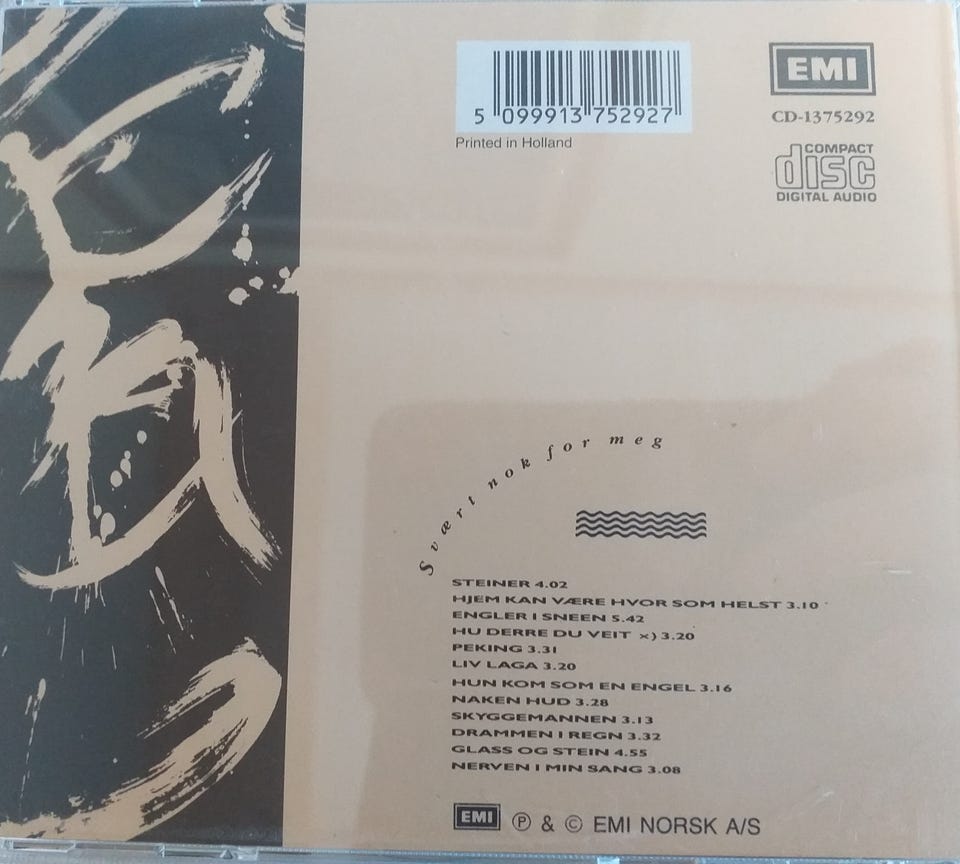 5 099913 752927
Printed in Holland
EMI
CD-1375292
COMPACT
disc
DIGITAL AUDIO
Svært nok for meg
STEINER 4.02
HJEM KAN VÆRE HVOR SOM HELST 3.10
ENGLER I SNEEN 5.42
HU DERRE DU VEIT x) 3.20
PEKING 3.31
LIV LAGA 3.20
HUN KOM SOM EN ENGEL 3.16
NAKEN HUD 3.28
SKYGGEMANNEN 3.13
DRAMMEN I REGN 3.32
GLASS OG STEIN 4.55
NERVEN I MIN SANG 3.08
EMI Ⓟ & © EMI NORSK A/S